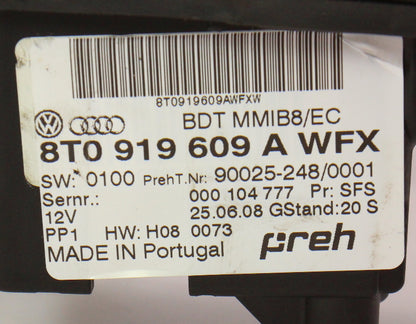 8T0919609AWFXW
BDT MMIB8/EC
8T0 919 609 A WFX
SW: 0100 PrehT.Nr: 90025-248/0001
Sernr.: 000 104 777 Pr: SFS
12V 25.06.08 GStand: 20 S
PP1 HW: H08 0073
MADE IN Portugal preh